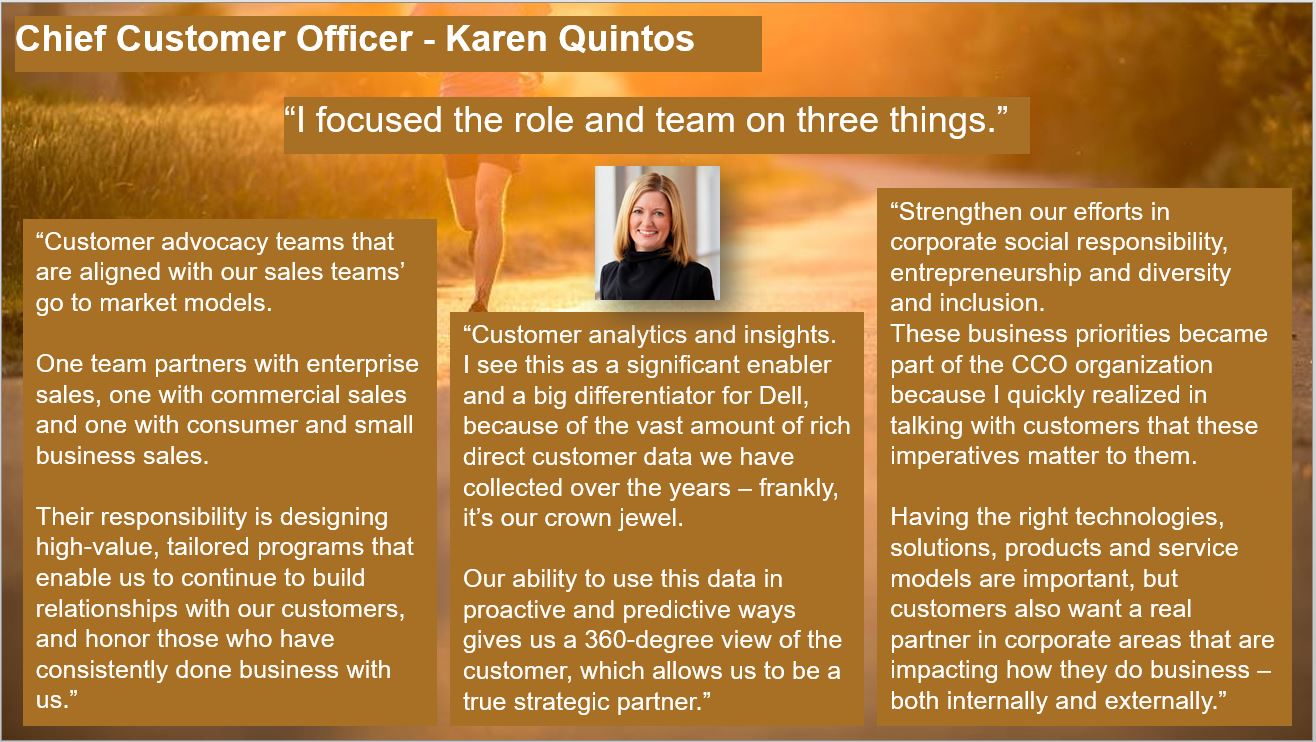 Chief Customer Officer - Karen Quintos
“I focused the role and team on three things.”
“Customer advocacy teams that
are aligned with our sales teams’
go to market models.
One team partners with enterprise
sales, one with commercial sales
and one with consumer and small
business sales.
Their responsibility is designing
high-value, tailored programs that
enable us to continue to build
relationships with our customers,
and honor those who have
consistently done business with
us.”
“Customer analytics and insights.
I see this as a significant enabler
and a big differentiator for Dell,
because of the vast amount of rich
direct customer data we have
collected over the years – frankly,
it’s our crown jewel.
Our ability to use this data in
proactive and predictive ways
gives us a 360-degree view of the
customer, which allows us to be a
true strategic partner.”
“Strengthen our efforts in
corporate social responsibility,
entrepreneurship and diversity
and inclusion.
These business priorities became
part of the CCO organization
because I quickly realized in
talking with customers that these
imperatives matter to them.
Having the right technologies,
solutions, products and service
models are important, but
customers also want a real
partner in corporate areas that are
impacting how they do business –
both internally and externally.”